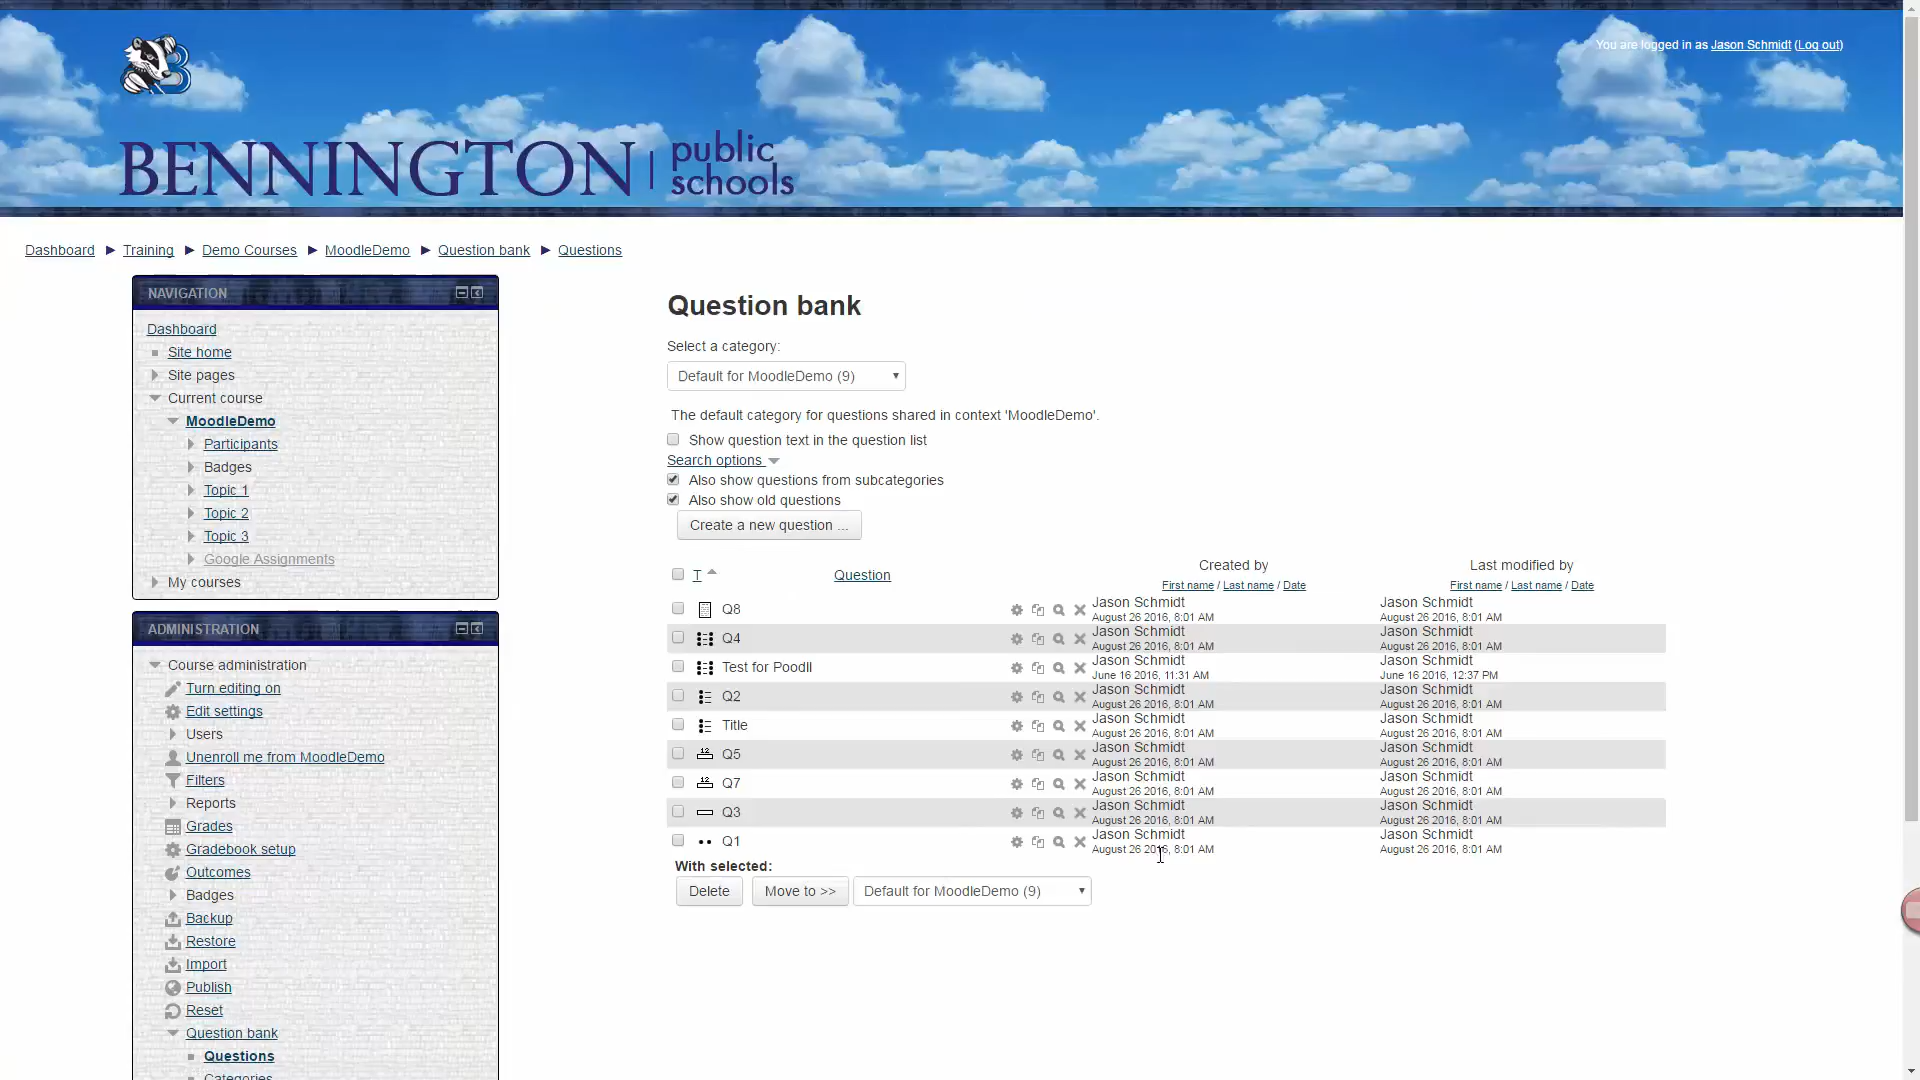 You are logged in as Jason Schmidt (Log out)
BENNINGTON | public schools
Dashboard ► Training ► Demo Courses ► MoodleDemo ► Question bank ► Questions
NAVIGATION
Dashboard
Site home
Site pages
Current course
MoodleDemo
Participants
Badges
Topic 1
Topic 2
Topic 3
Google Assignments
My courses
ADMINISTRATION
Course administration
Turn editing on
Edit settings
Users
Unenroll me from MoodleDemo
Filters
Reports
Grades
Gradebook setup
Outcomes
Badges
Backup
Restore
Import
Publish
Reset
Question bank
Questions
Categories
Question bank
Select a category:
Default for MoodleDemo (9)
The default category for questions shared in context 'MoodleDemo'.
Show question text in the question list
Search options
Also show questions from subcategories
Also show old questions
Create a new question ...
Created by Last modified by
T Question First name / Last name / Date First name / Last name / Date
Q8 Jason Schmidt Jason Schmidt
August 26 2016, 8:01 AM August 26 2016, 8:01 AM
Q4 Jason Schmidt Jason Schmidt
August 26 2016, 8:01 AM August 26 2016, 8:01 AM
Test for Poodll Jason Schmidt Jason Schmidt
June 16 2016, 11:31 AM June 16 2016, 12:37 PM
Q2 Jason Schmidt Jason Schmidt
August 26 2016, 8:01 AM August 26 2016, 8:01 AM
Title Jason Schmidt Jason Schmidt
August 26 2016, 8:01 AM August 26 2016, 8:01 AM
Q5 Jason Schmidt Jason Schmidt
August 26 2016, 8:01 AM August 26 2016, 8:01 AM
Q7 Jason Schmidt Jason Schmidt
August 26 2016, 8:01 AM August 26 2016, 8:01 AM
Q3 Jason Schmidt Jason Schmidt
August 26 2016, 8:01 AM August 26 2016, 8:01 AM
Q1 Jason Schmidt Jason Schmidt
August 26 2016, 8:01 AM August 26 2016, 8:01 AM
With selected:
Delete Move to >> Default for MoodleDemo (9)